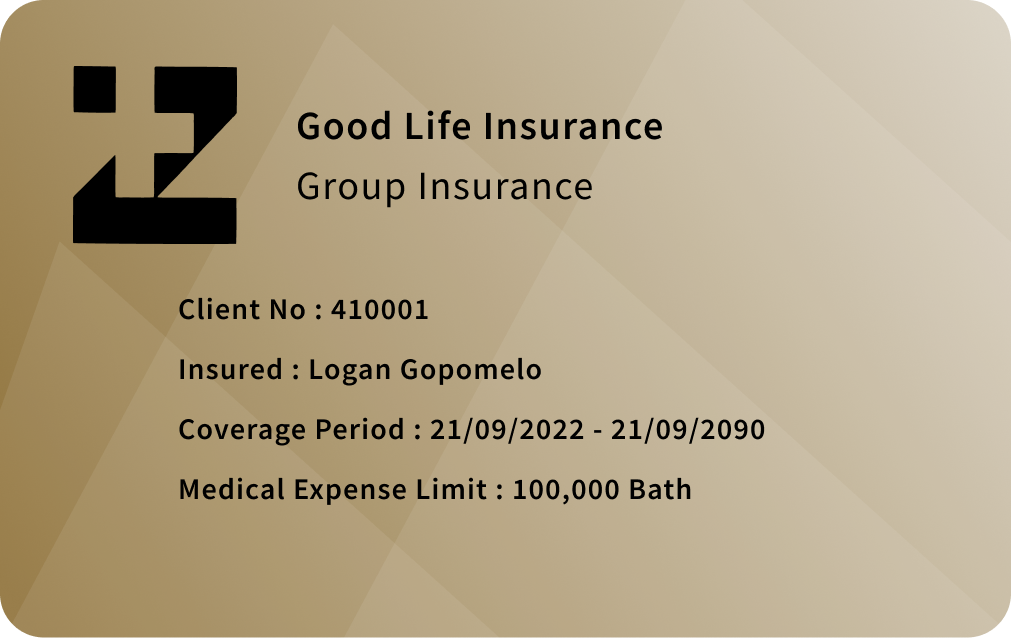 Good Life Insurance
Group Insurance
Client No : 410001
Insured : Logan Gopomelo
Coverage Period : 21/09/2022 - 21/09/2090
Medical Expense Limit : 100,000 Bath